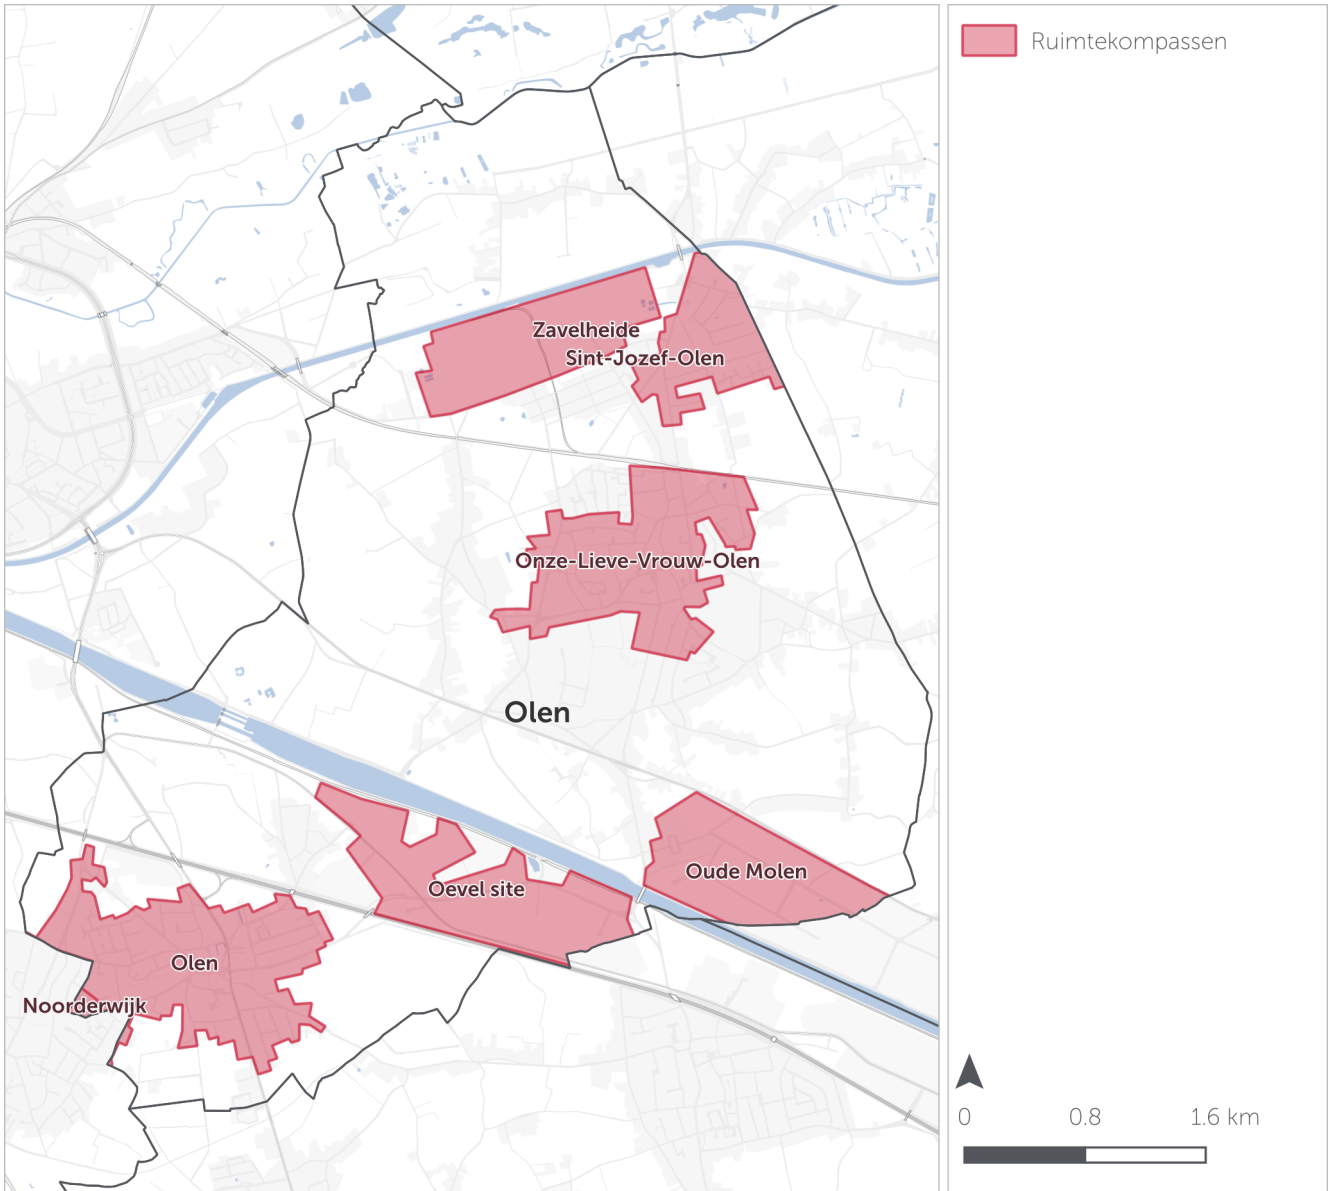 Ruimtekompassen
Zavelheide
Sint-Jozef-Olen
Onze-Lieve-Vrouw-Olen
Olen
Oude Molen
Oevel site
Olen
Noorderwijk
0 0.8 1.6 km